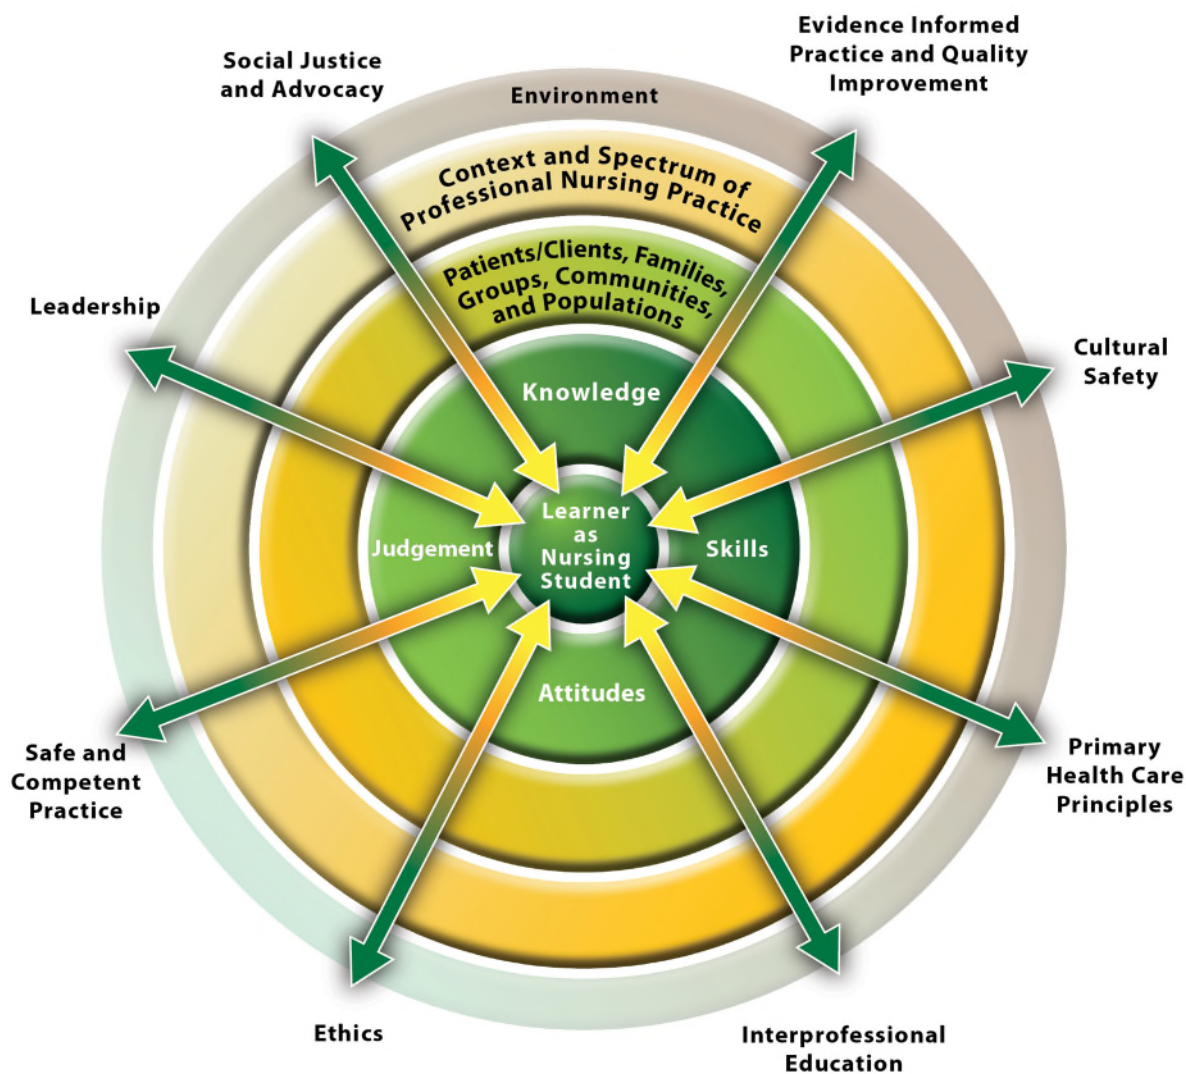 Evidence Informed
Practice and Quality
Improvement
Social Justice
and Advocacy
Environment
Context and Spectrum of
Professional Nursing Practice
Patients/Clients, Families,
Groups, Communities,
and Populations
Leadership
Cultural
Safety
Knowledge
Learner
as
Nursing
Student
Judgement
Skills
Attitudes
Safe and
Competent
Practice
Primary
Health Care
Principles
Ethics
Interprofessional
Education